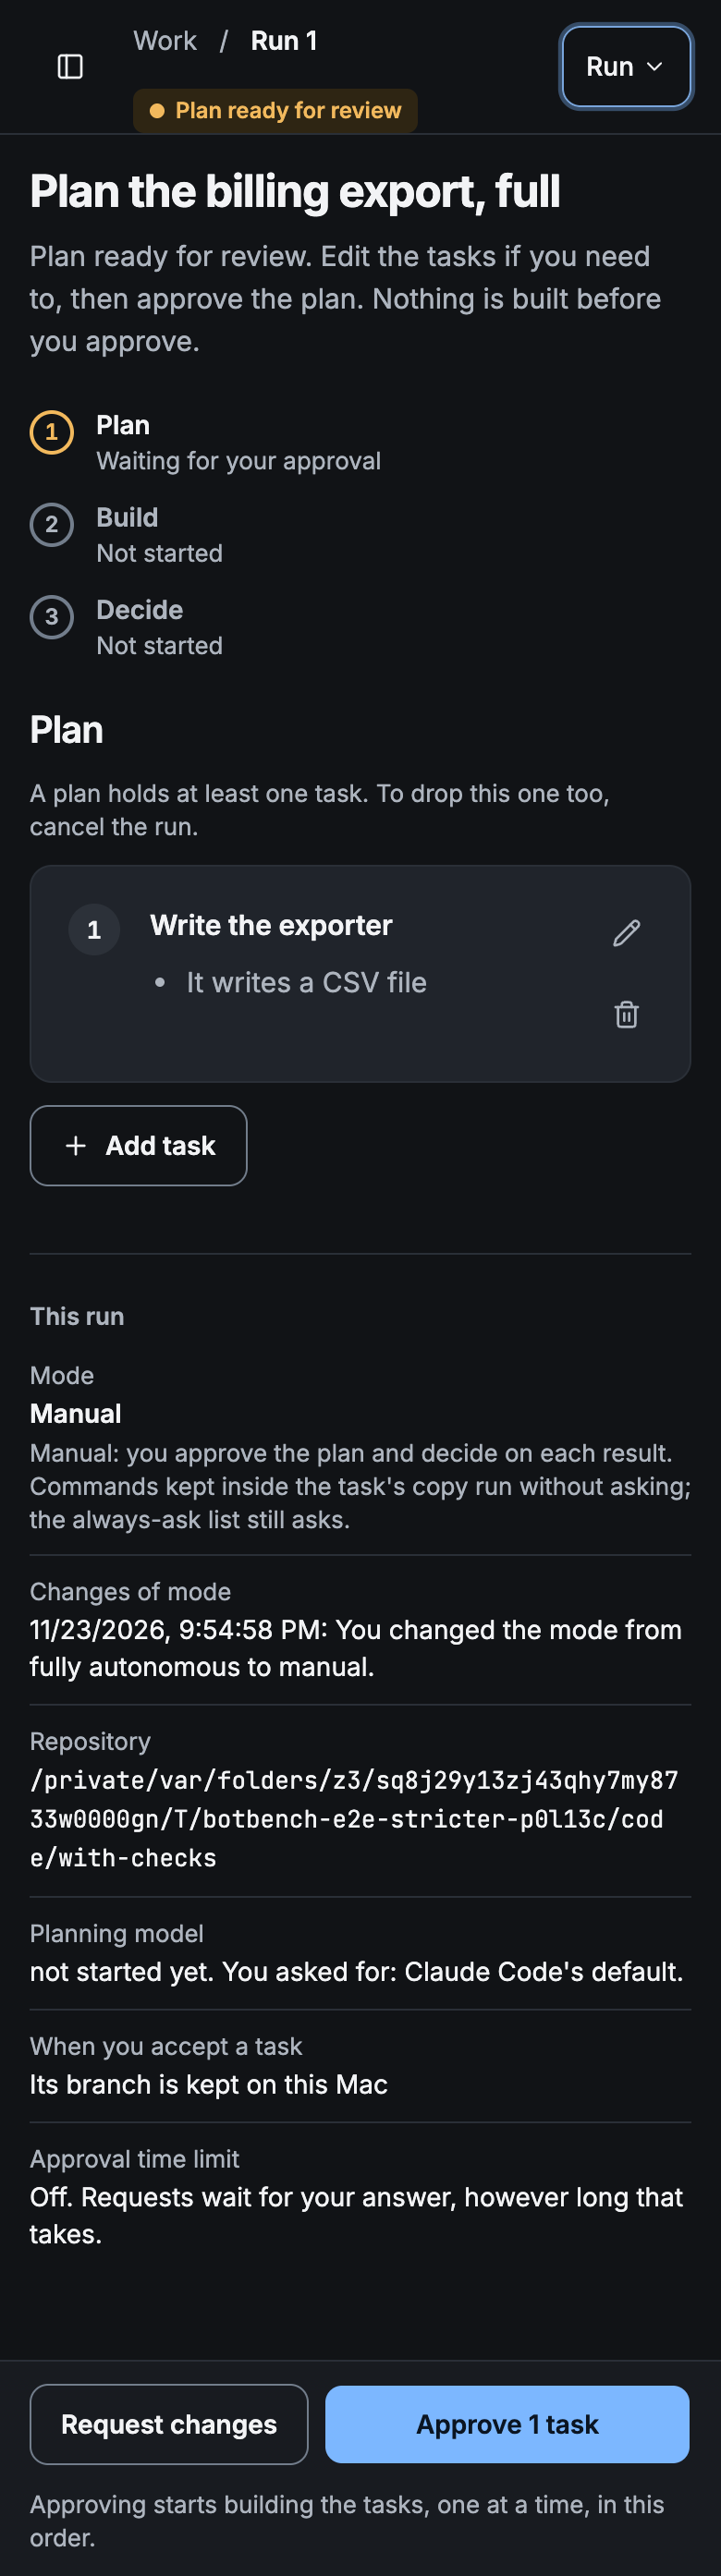 Work / Run 1
Run
Plan ready for review
Plan the billing export, full
Plan ready for review. Edit the tasks if you need
to, then approve the plan. Nothing is built before
you approve.
1 Plan
Waiting for your approval
2 Build
Not started
3 Decide
Not started
Plan
A plan holds at least one task. To drop this one too,
cancel the run.
1 Write the exporter
• It writes a CSV file
Add task
This run
Mode
Manual
Manual: you approve the plan and decide on each result.
Commands kept inside the task's copy run without asking;
the always-ask list still asks.
Changes of mode
11/23/2026, 9:54:58 PM: You changed the mode from
fully autonomous to manual.
Repository
/private/var/folders/z3/sq8j29y13zj43qhy7my87
33w0000gn/T/botbench-e2e-stricter-p0l13c/cod
e/with-checks
Planning model
not started yet. You asked for: Claude Code's default.
When you accept a task
Its branch is kept on this Mac
Approval time limit
Off. Requests wait for your answer, however long that
takes.
Request changes
Approve 1 task
Approving starts building the tasks, one at a time, in this
order.